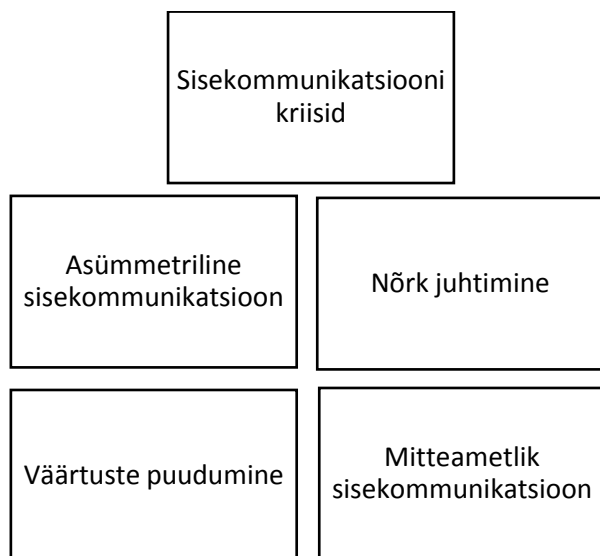 Sisekommunikatsiooni
kriisid
Asümmetriline
sisekommunikatsioon
Nõrk juhtimine
Väärtuste puudumine
Mitteametlik
sisekommunikatsioon